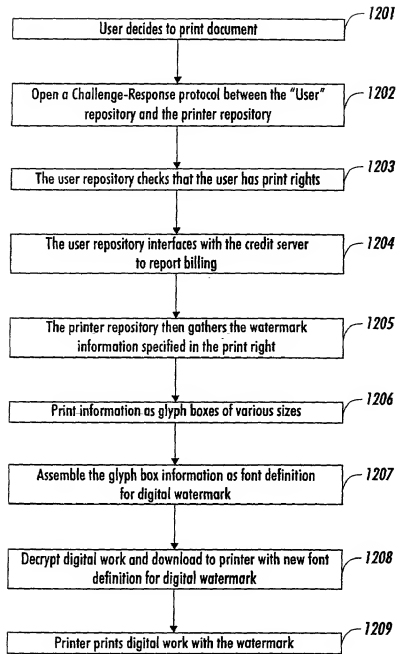 1201
User decides to print document
1202
Open a Challenge-Response protocol between the "User"
repository and the printer repository
1203
The user repository checks that the user has print rights
1204
The user repository interfaces with the credit server
to report billing
1205
The printer repository then gathers the watermark
information specified in the print right
1206
Print information as glyph boxes of various sizes
1207
Assemble the glyph box information as font definition
for digital watermark
1208
Decrypt digital work and download to printer with new font
definition for digital watermark
1209
Printer prints digital work with the watermark